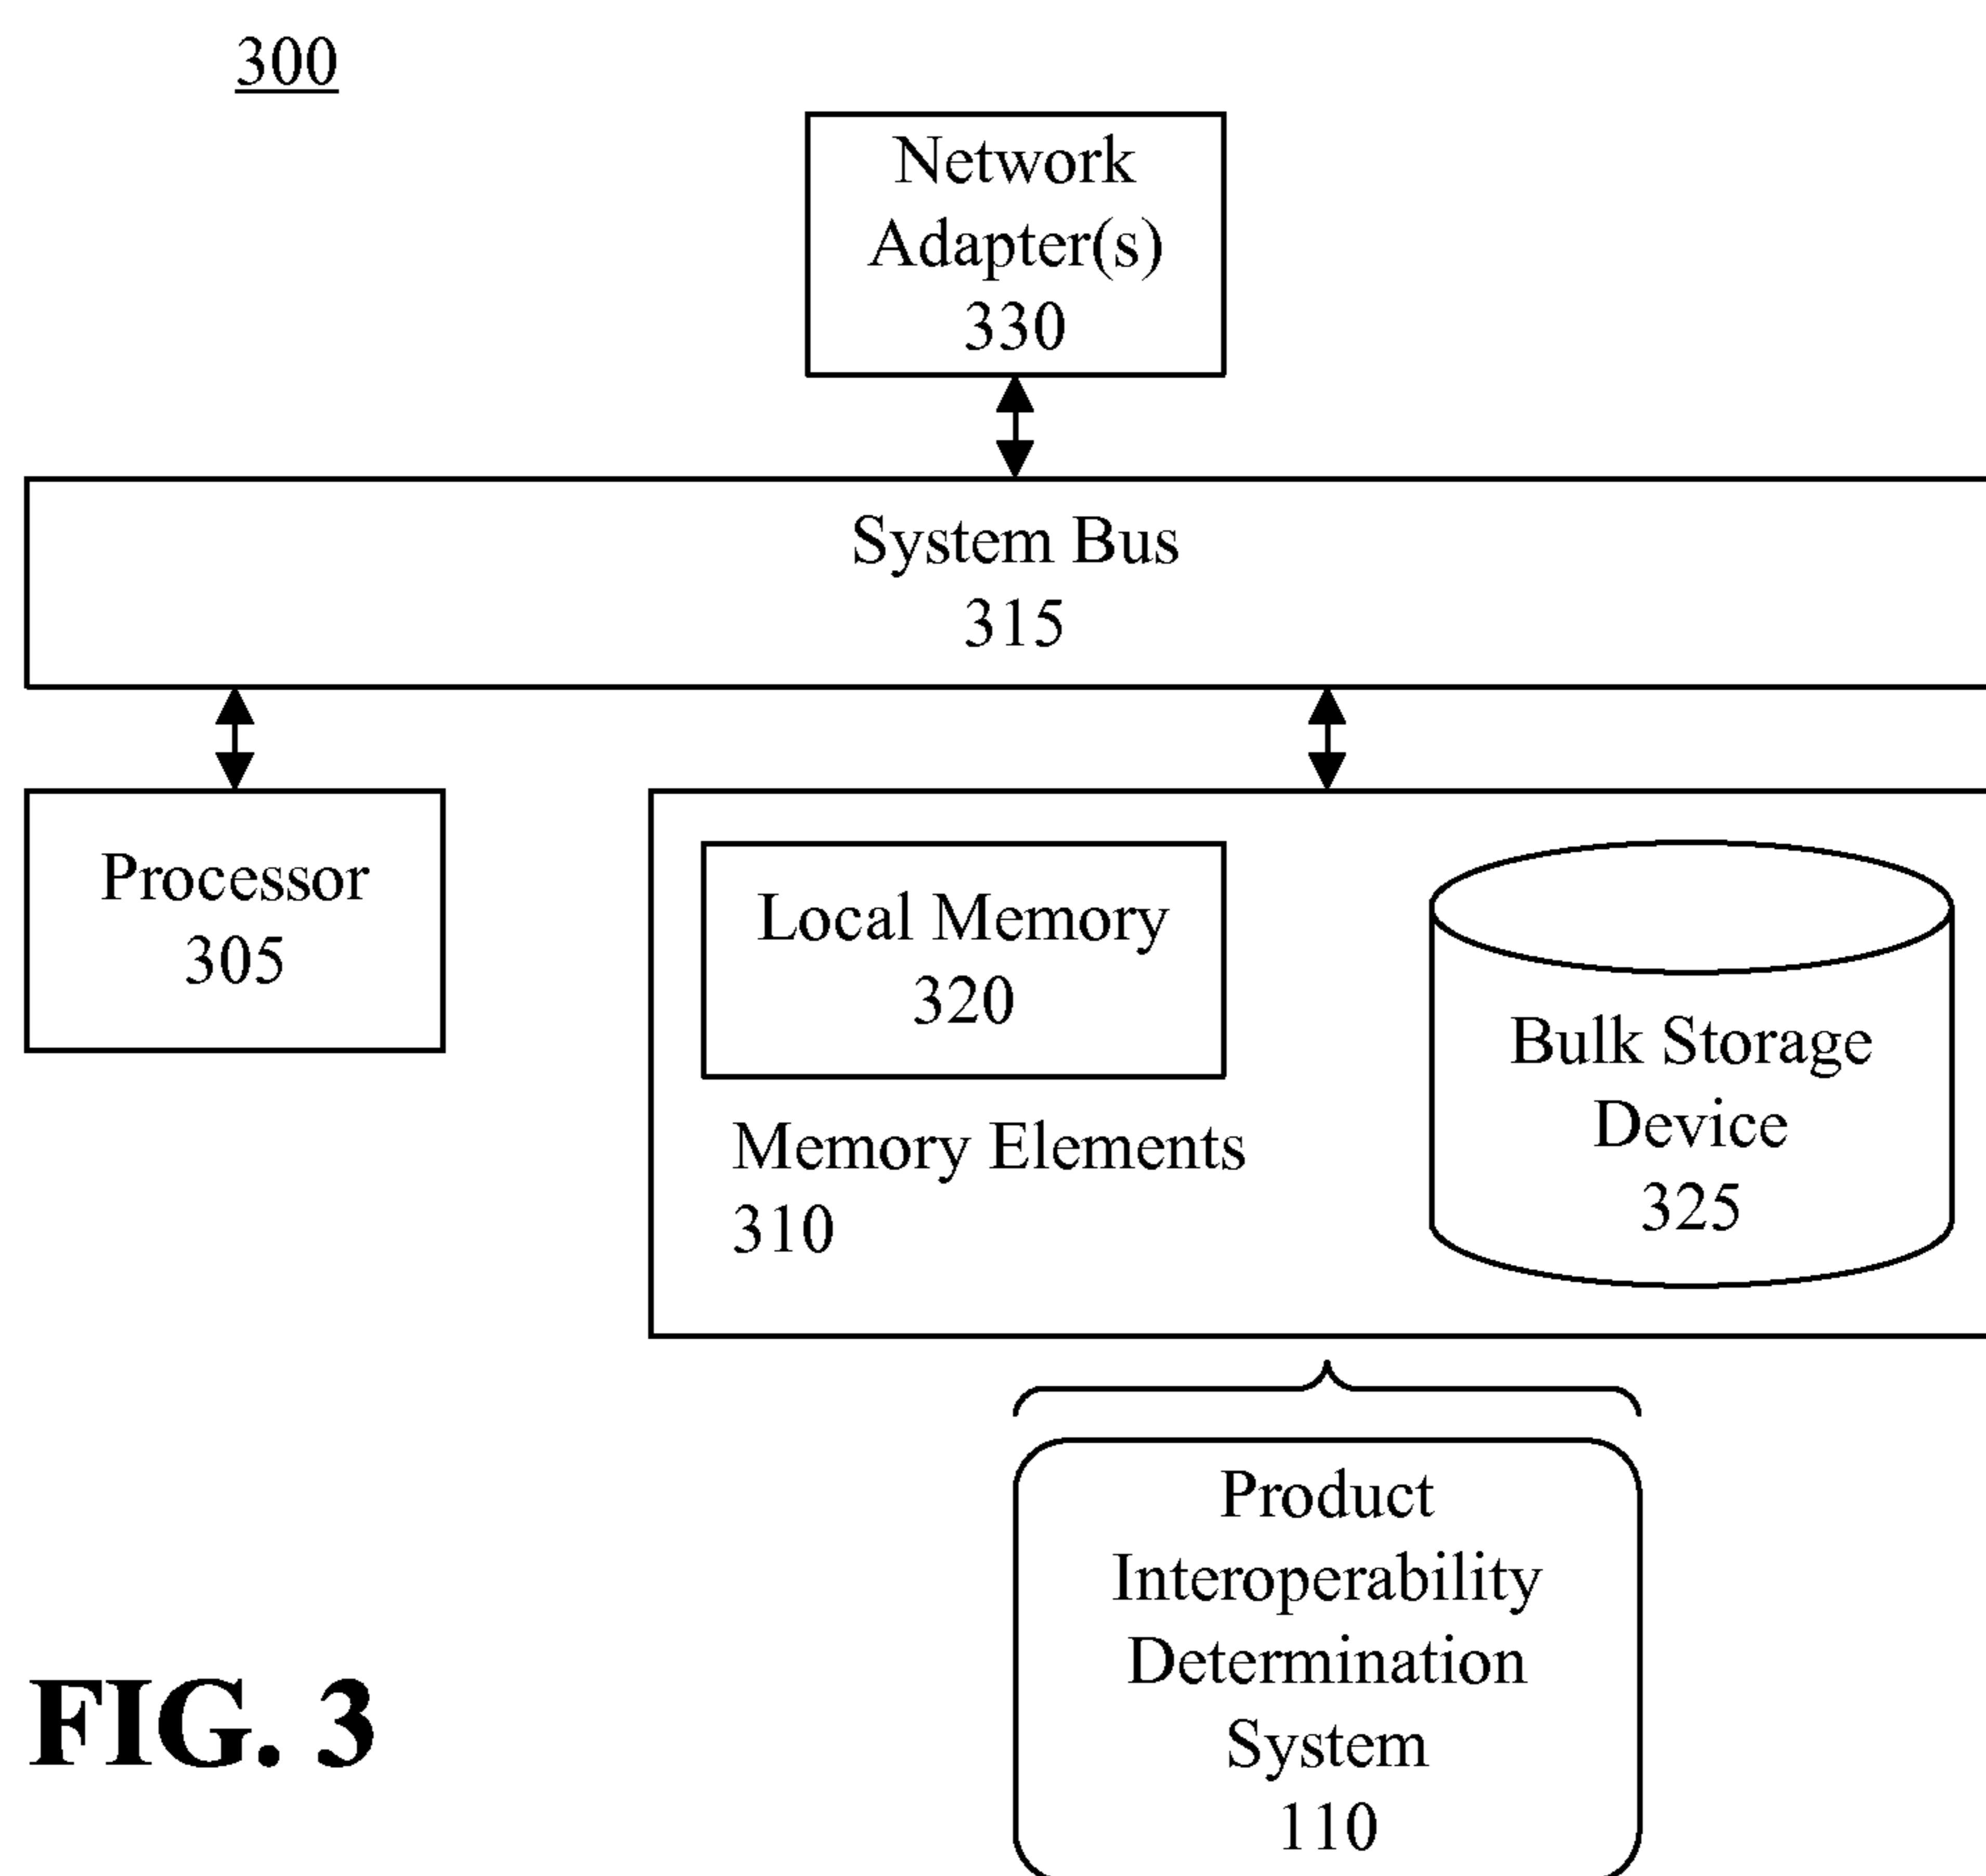 300
Network
Adapter(s)
330
System Bus
315
Processor
305
Local Memory
320
Memory Elements
310
Bulk Storage
Device
325
Product
Interoperability
Determination
System
110
FIG. 3